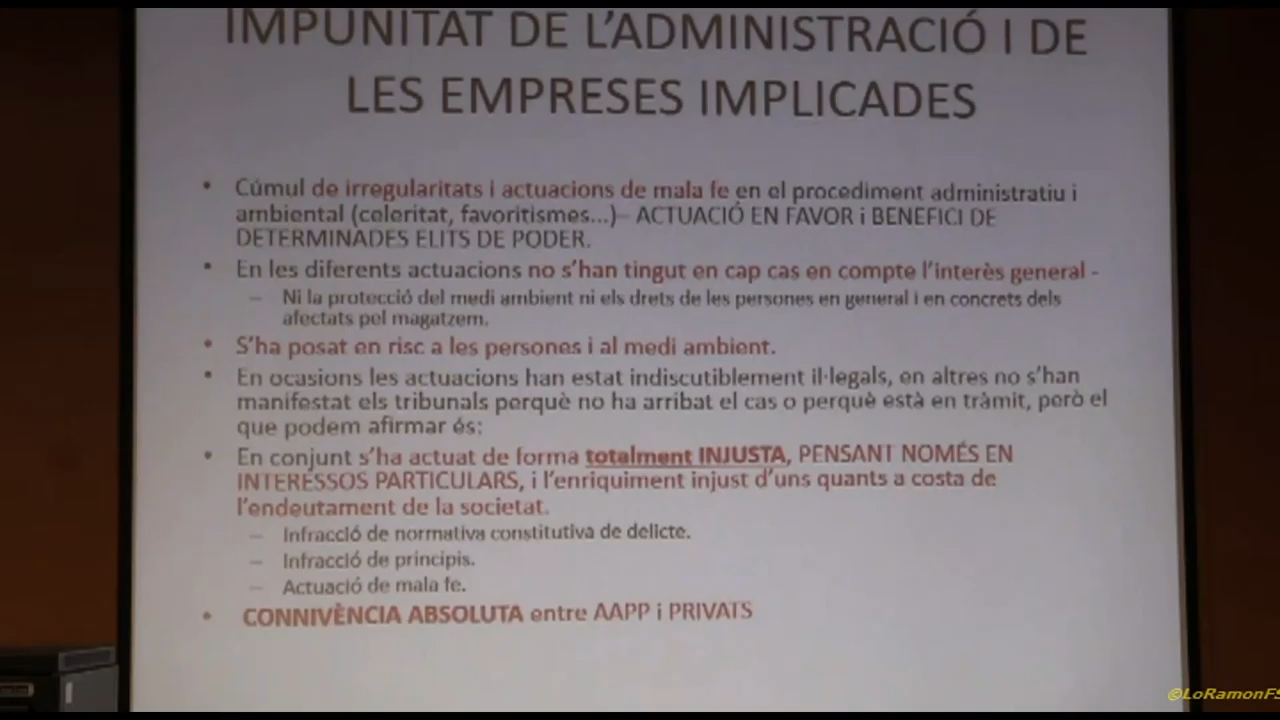 IMPUNITAT DE L’ADMINISTRACIÓ I DE
LES EMPRESES IMPLICADES
• Cúmul de irregularitats i actuacions de mala fe en el procediment administratiu i
ambiental (celeritat, favoritismes...)– ACTUACIÓ EN FAVOR i BENEFICI DE
DETERMINADES ELITS DE PODER.
• En les diferents actuacions no s’han tingut en cap cas en compte l’interès general -
– Ni la protecció del medi ambient ni els drets de les persones en general i en concrets dels
afectats pel magatzem.
• S’ha posat en risc a les persones i al medi ambient.
• En ocasions les actuacions han estat indiscutiblement il·legals, en altres no s’han
manifestat els tribunals perquè no ha arribat el cas o perquè està en tràmit, però el
que podem afirmar és:
• En conjunt s’ha actuat de forma totalment INJUSTA, PENSANT NOMÉS EN
INTERESSOS PARTICULARS, i l’enriquiment injust d’uns quants a costa de
l’endeutament de la societat.
– Infracció de normativa constitutiva de delicte.
– Infracció de principis.
– Actuació de mala fe.
• CONNIVÈNCIA ABSOLUTA entre AAPP i PRIVATS
©LoRamonFS